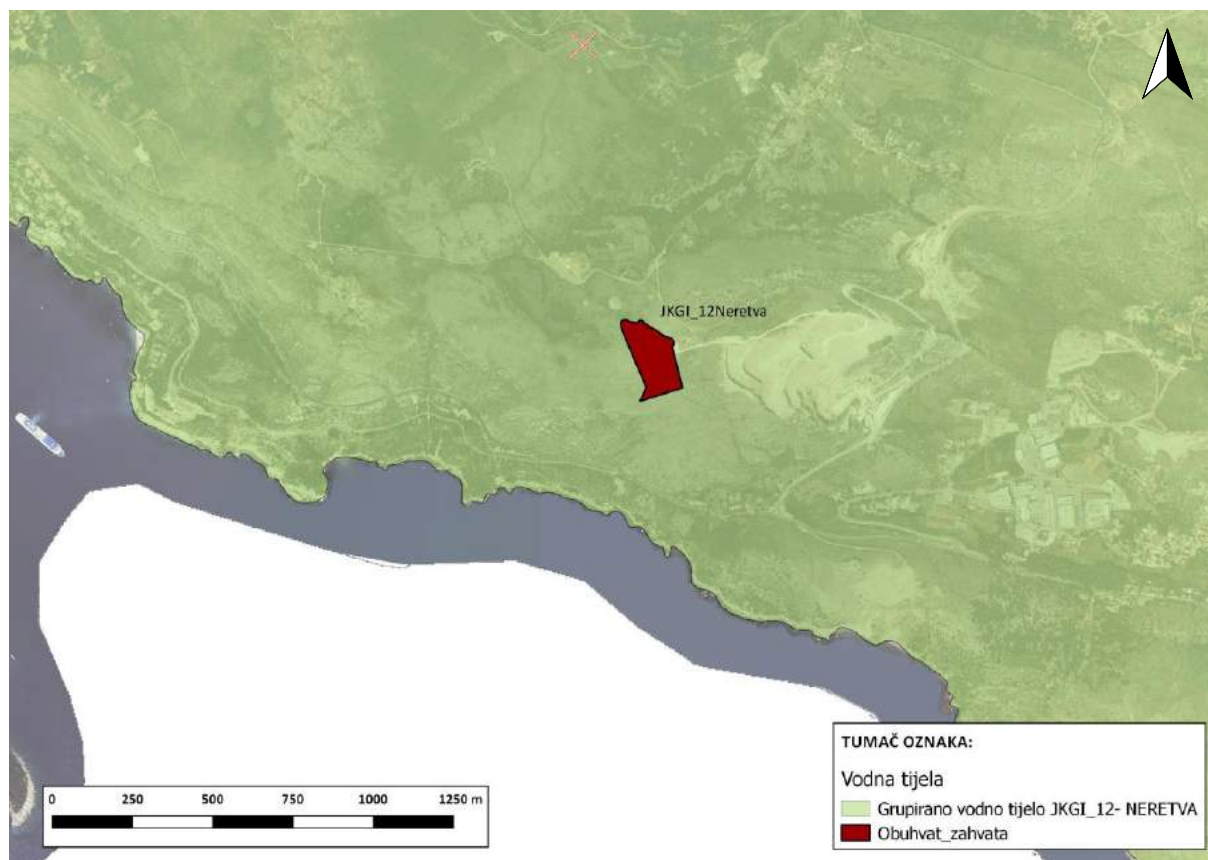 JKGI_12Neretva
TUMAČ OZNAKA:
Vodna tijela
Grupirano vodno tijelo JKGI_12- NERETVA
Obuhvat_zahvata
0 250 500 750 1000 1250 m